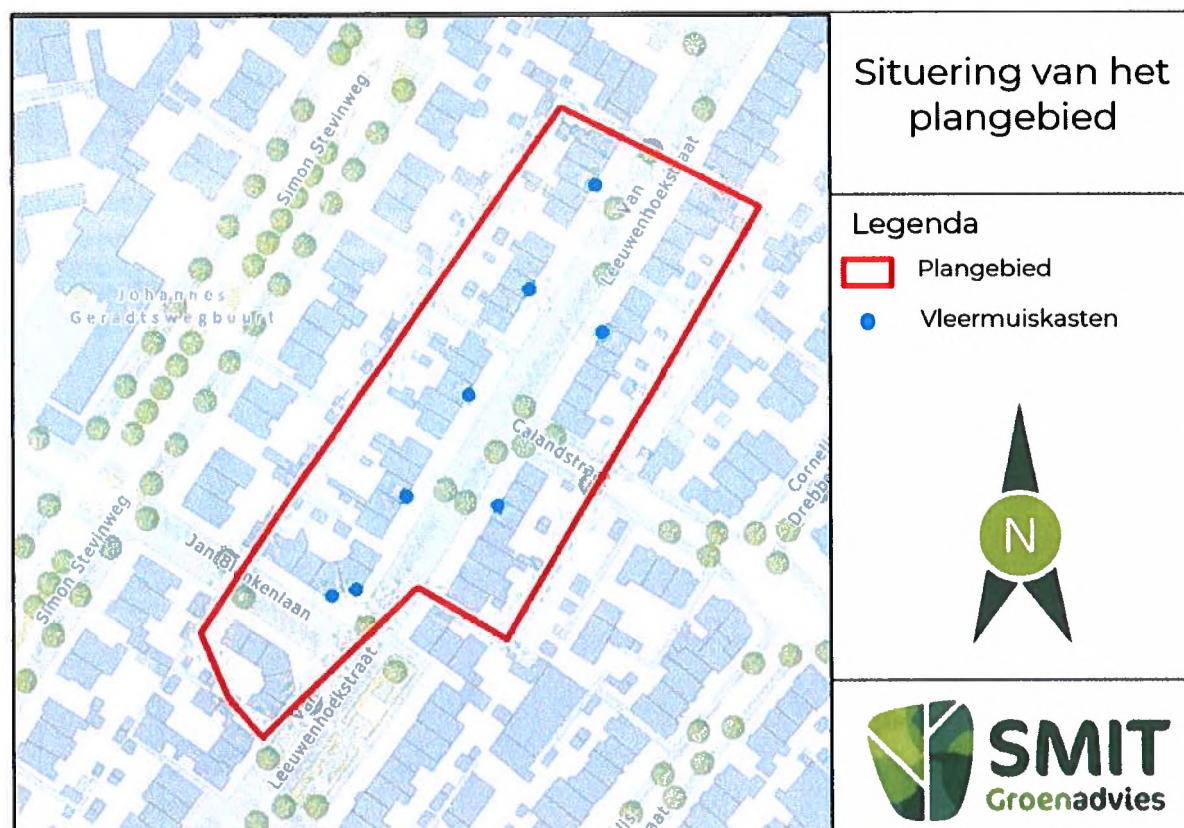 Situering van het
plangebied
Legenda
Plangebied
Vleermuiskasten
N
SMIT
Groenadvies
Simon Stevinweg
Van
Leeuwenhoekstraat
Johannes
Geradtswegbuurt
Calandstraat
Simon Stevinweg
Jan Blankenlaan
Van
Leeuwenhoekstraat